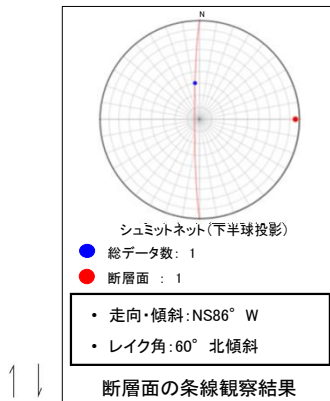 N
シュミットネット(下半球投影)
総データ数: 1
断層面 : 1
• 走向・傾斜:NS86° W
• レイク角:60° 北傾斜
断層面の条線観察結果